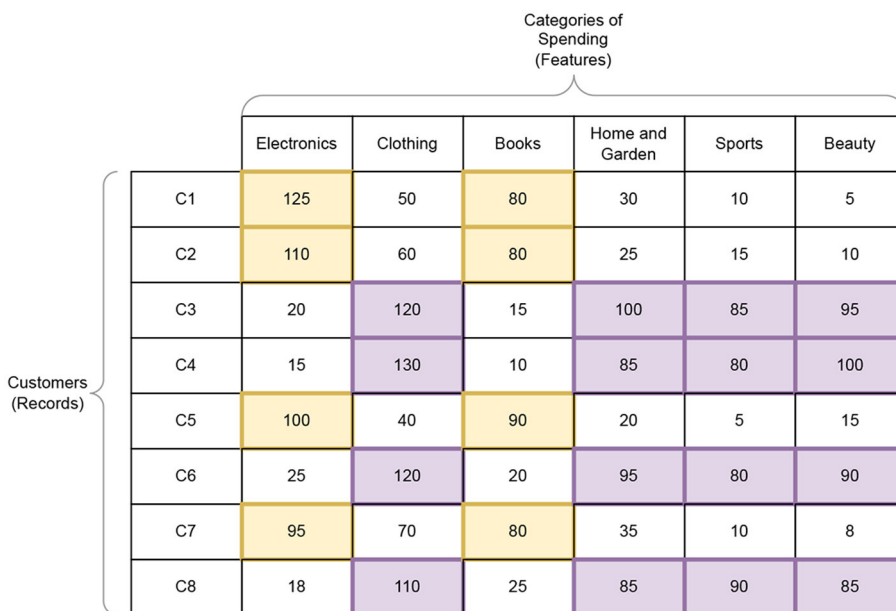 Categories of
Spending
(Features)
Electronics Clothing Books Home and Garden Sports Beauty
C1 125 50 80 30 10 5
C2 110 60 80 25 15 10
C3 20 120 15 100 85 95
C4 15 130 10 85 80 100
Customers
(Records)
C5 100 40 90 20 5 15
C6 25 120 20 95 80 90
C7 95 70 80 35 10 8
C8 18 110 25 85 90 85